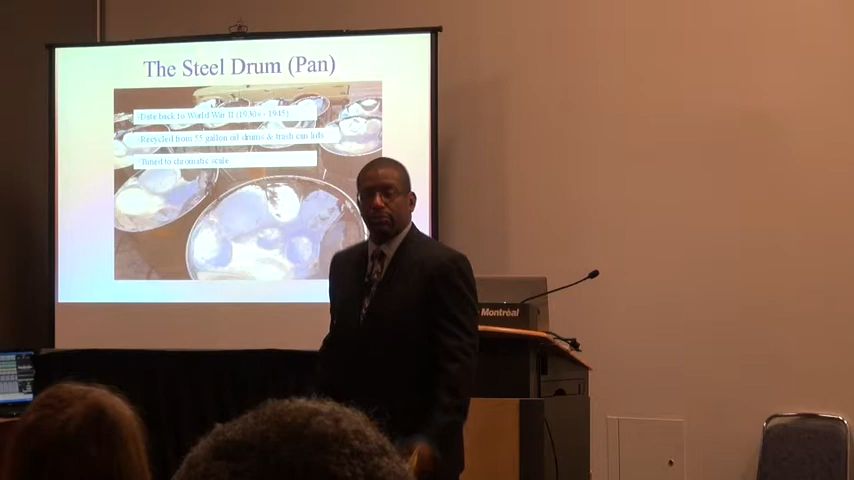 The Steel Drum (Pan)
Date back to World War II (1930s - 1945)
Recycled from 55 gallon oil drums & trash can lids
Tuned to chromatic scale
Montréal